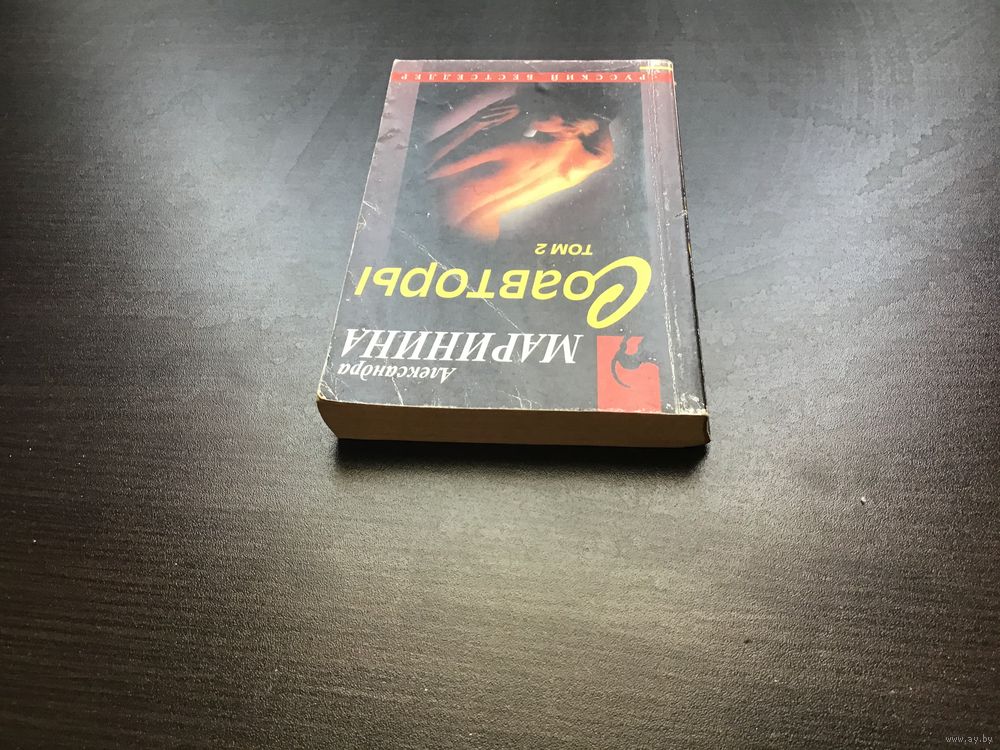 Александра
МАРИНИНА
Соавторы
ТОМ 2
РУССКИЙ БЕСТСЕЛЛЕР
www.ay.by